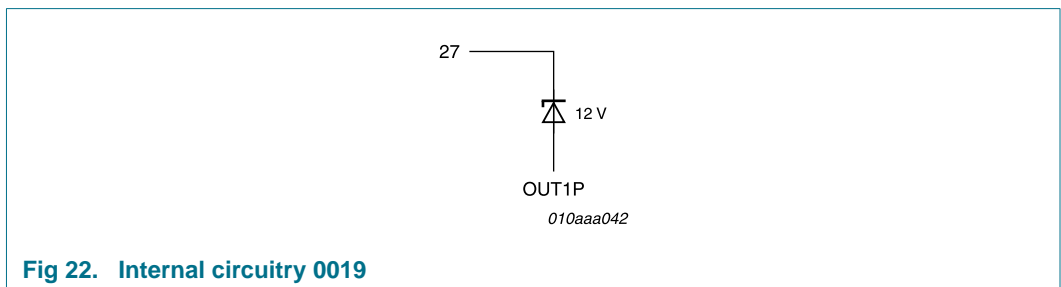 27
12 V
OUT1P
010aaa042
Fig 22. Internal circuitry 0019